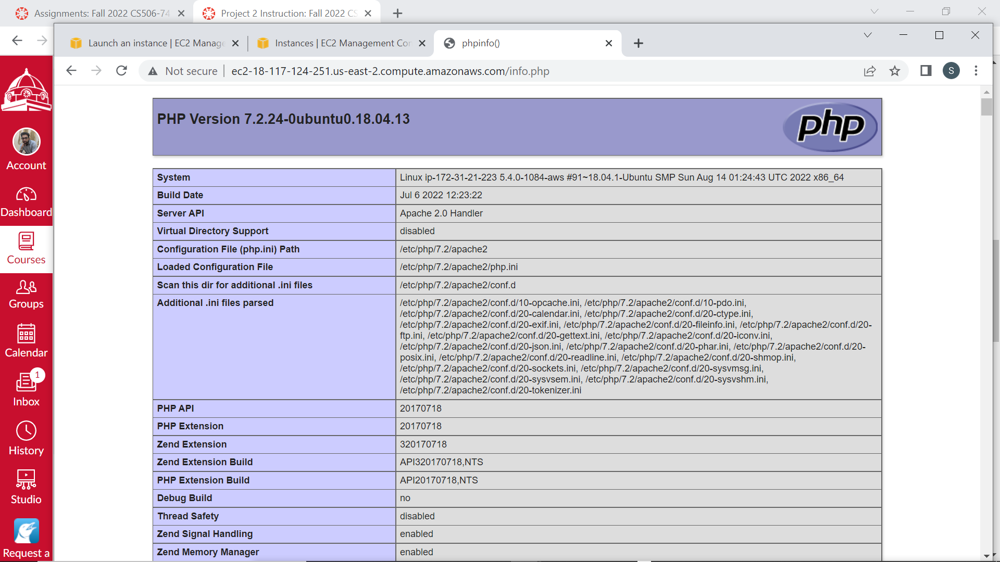 Assignments: Fall 2022 CS506-74
Project 2 Instruction: Fall 2022 CS
Launch an instance | EC2 Manage
Instances | EC2 Management Con
phpinfo()
Not secure
ec2-18-117-124-251.us-east-2.compute.amazonaws.com/info.php
S
Account
Dashboard
Courses
Groups
Calendar
1
Inbox
History
Studio
Request a
PHP Version 7.2.24-0ubuntu0.18.04.13
php
System
Linux ip-172-31-21-223 5.4.0-1084-aws #91~18.04.1-Ubuntu SMP Sun Aug 14 01:24:43 UTC 2022 x86_64
Build Date
Jul 6 2022 12:23:22
Server API
Apache 2.0 Handler
Virtual Directory Support
disabled
Configuration File (php.ini) Path
/etc/php/7.2/apache2
Loaded Configuration File
/etc/php/7.2/apache2/php.ini
Scan this dir for additional .ini files
/etc/php/7.2/apache2/conf.d
Additional .ini files parsed
/etc/php/7.2/apache2/conf.d/10-opcache.ini, /etc/php/7.2/apache2/conf.d/10-pdo.ini,
/etc/php/7.2/apache2/conf.d/20-calendar.ini, /etc/php/7.2/apache2/conf.d/20-ctype.ini,
/etc/php/7.2/apache2/conf.d/20-exif.ini, /etc/php/7.2/apache2/conf.d/20-fileinfo.ini, /etc/php/7.2/apache2/conf.d/20-
ftp.ini, /etc/php/7.2/apache2/conf.d/20-gettext.ini, /etc/php/7.2/apache2/conf.d/20-iconv.ini,
/etc/php/7.2/apache2/conf.d/20-json.ini, /etc/php/7.2/apache2/conf.d/20-phar.ini, /etc/php/7.2/apache2/conf.d/20-
posix.ini, /etc/php/7.2/apache2/conf.d/20-readline.ini, /etc/php/7.2/apache2/conf.d/20-shmop.ini,
/etc/php/7.2/apache2/conf.d/20-sockets.ini, /etc/php/7.2/apache2/conf.d/20-sysvmsg.ini,
/etc/php/7.2/apache2/conf.d/20-sysvsem.ini, /etc/php/7.2/apache2/conf.d/20-sysvshm.ini,
/etc/php/7.2/apache2/conf.d/20-tokenizer.ini
PHP API
20170718
PHP Extension
20170718
Zend Extension
320170718
Zend Extension Build
API320170718,NTS
PHP Extension Build
API20170718,NTS
Debug Build
no
Thread Safety
disabled
Zend Signal Handling
enabled
Zend Memory Manager
enabled